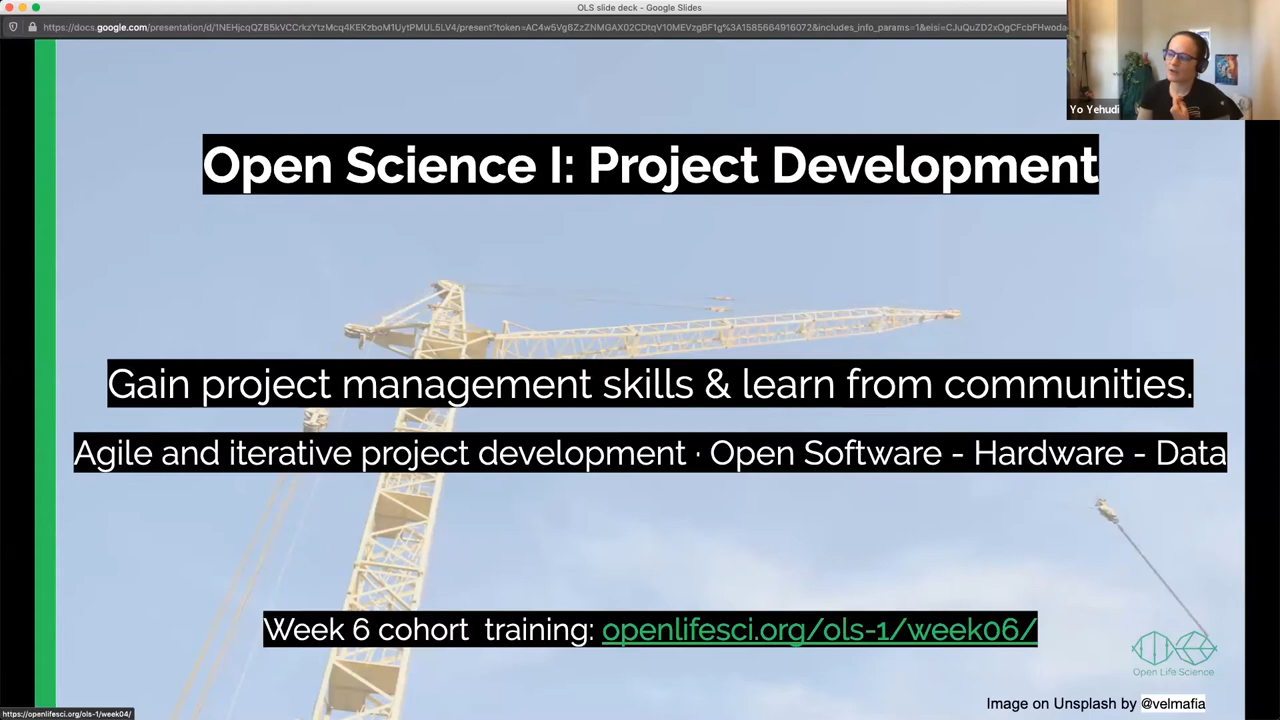 OLS slide deck - Google Slides
Yo Yehudi
Open Science I: Project Development
Gain project management skills & learn from communities.
Agile and iterative project development · Open Software - Hardware - Data
Week 6 cohort training: openlifesci.org/ols-1/week06/
Open Life Science
Image on Unsplash by @velmafia
https://openlifesci.org/ols-1/week04/